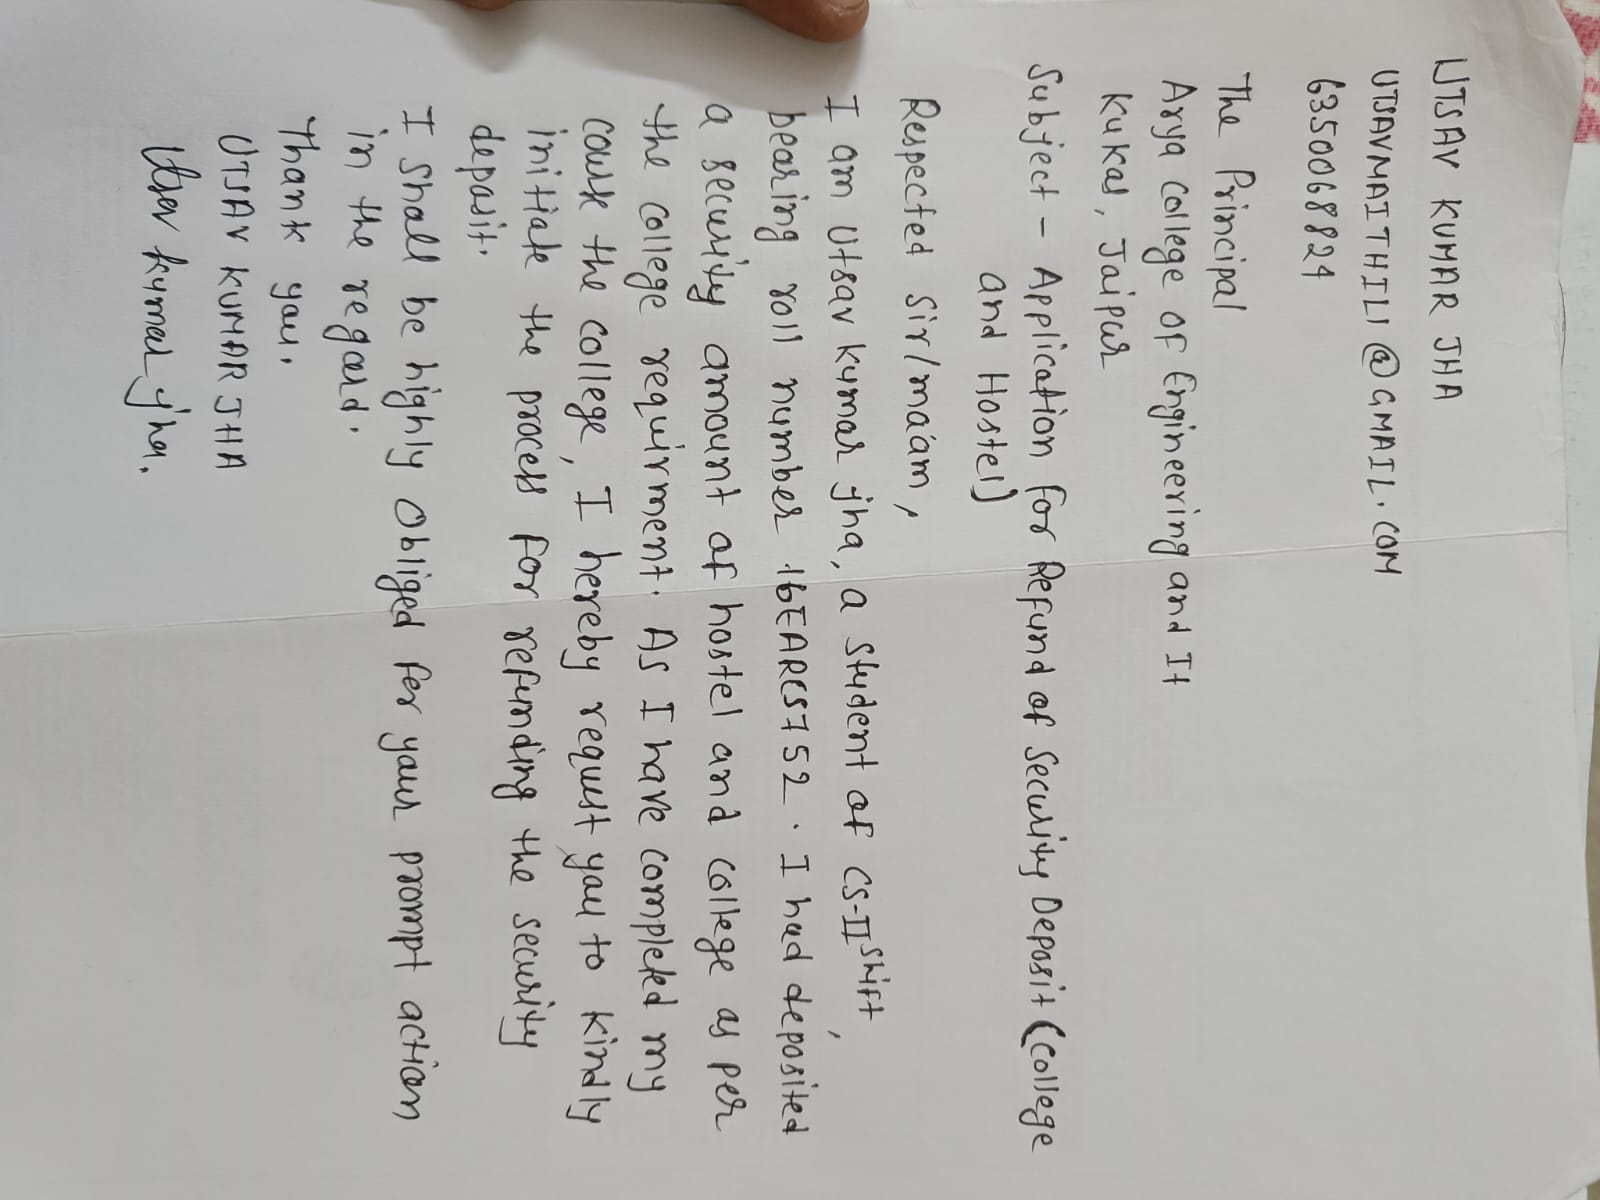 UTSAV KUMAR JHA
UTSAVMAITHILI@GMAIL.COM
6350068824
The Principal
Arya College of Engineering and It
Kukas, Jaipur
Subject - Application for Refund of Security Deposit (College
and Hostel)
Respected Sir/ma'am,
I am Utsav Kumar jha, a Student of CS-II Shift,
bearing roll number 16EARCS752. I had deposited
a security amount of hostel and college as per
the college requirment. As I have completed my
couse the college, I hereby request you to kindly
initiate the process for refunding the security
deposit.
I shall be highly Obliged for your prompt action
in the regard.
Thank you.
UTSAV KUMAR JHA
Utsav kumar jha.